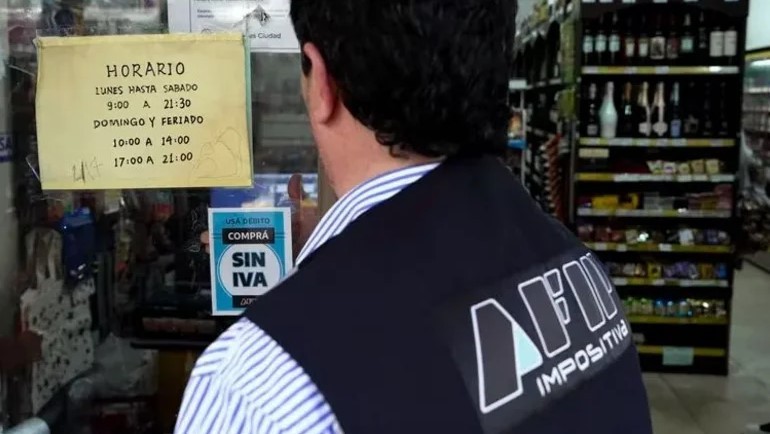 HORARIO
LUNES HASTA SABADO
9:00 A 21:30
DOMINGO Y FERIADO
10:00 A 14:00
17:00 A 21:00
Ciudad
USÁ DÉBITO
COMPRÁ
SIN
IVA
AFIP
IMPOSITIVA